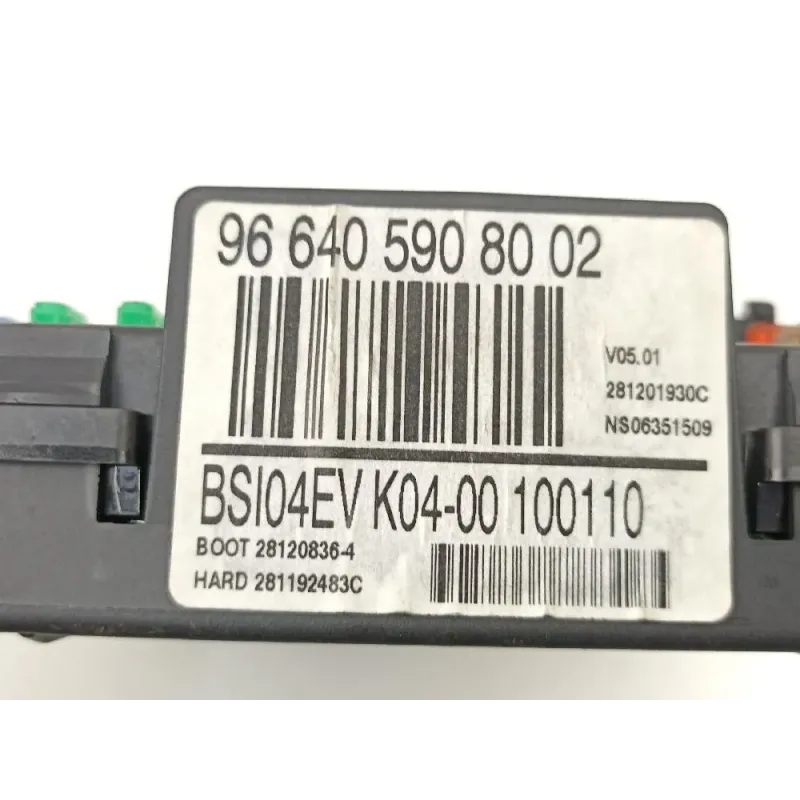 96 640 590 80 02
V05.01
281201930C
NS06351509
BSI04EV K04-00 100110
BOOT 28120836-4
HARD 281192483C